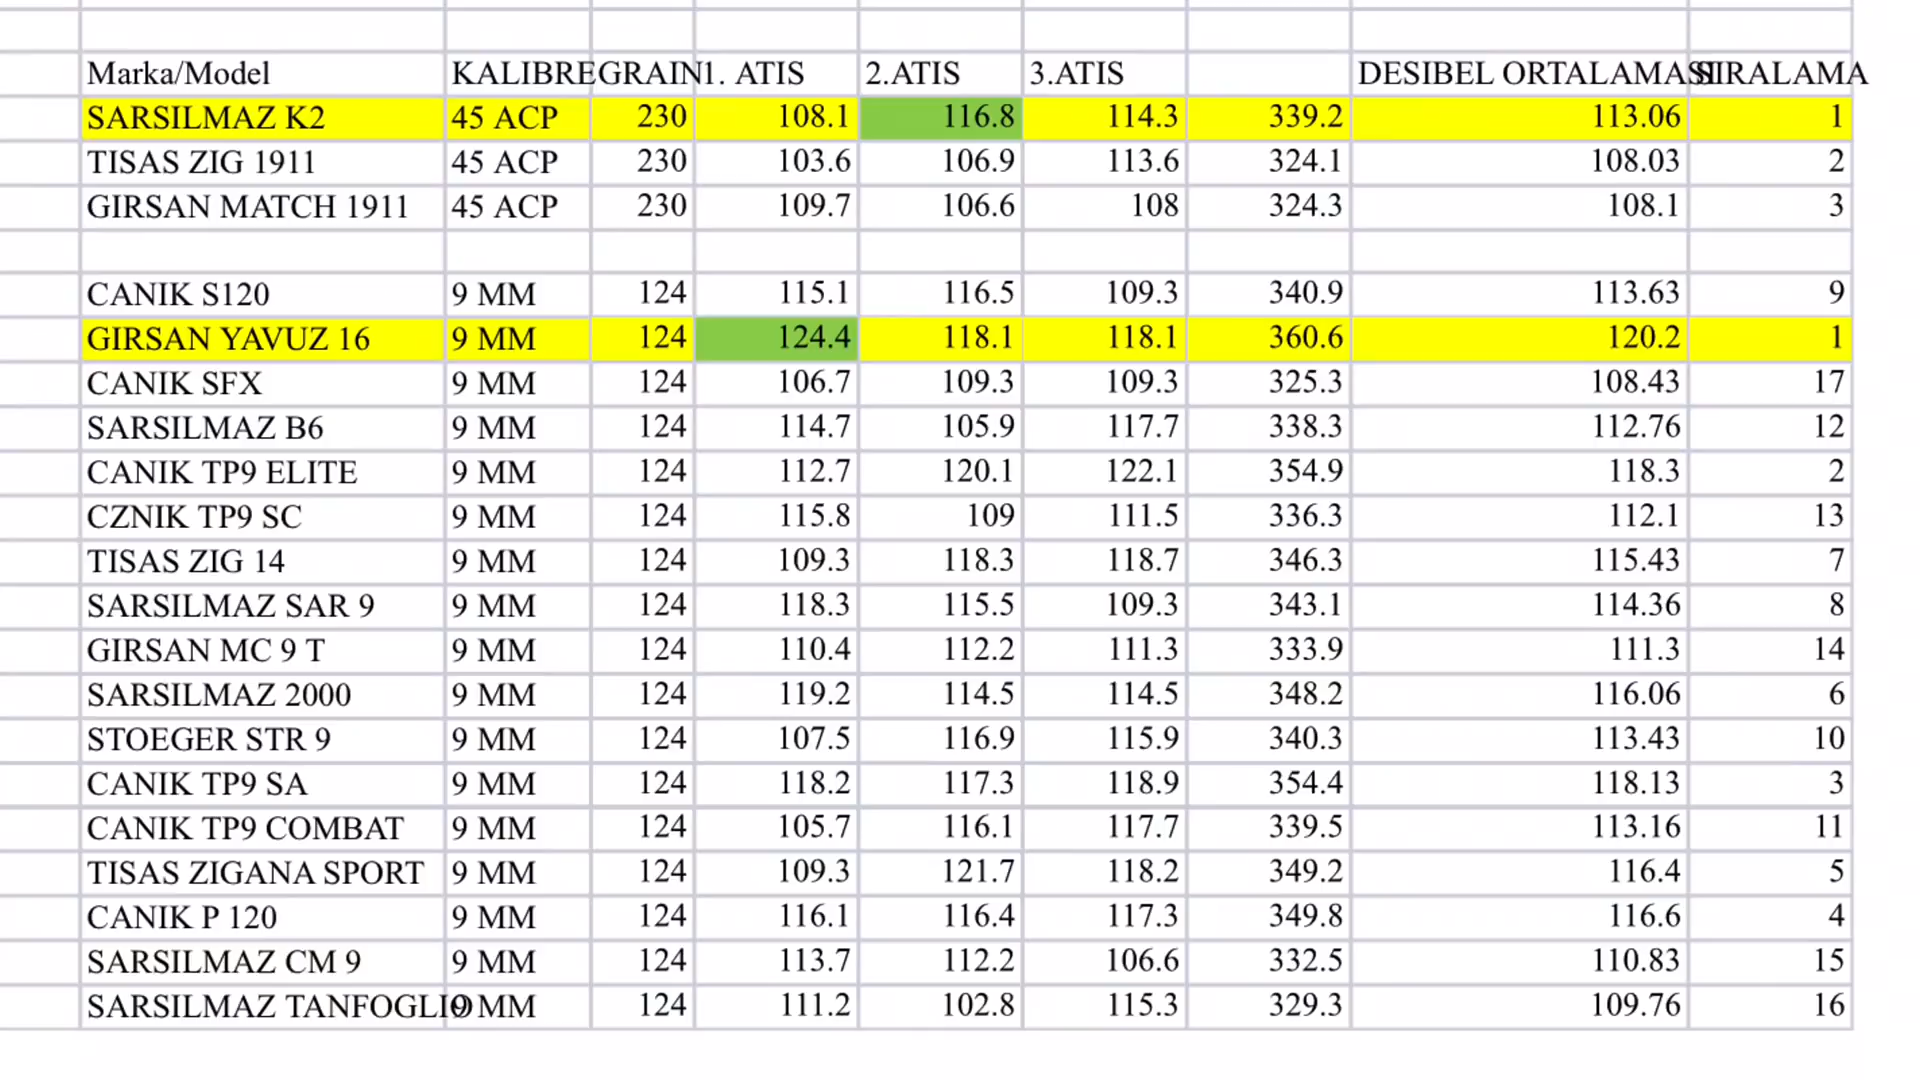 Marka/Model KALIBRE GRAIN 1. ATIS 2.ATIS 3.ATIS DESIBEL ORTALAMASI SIRALAMA
SARSILMAZ K2 45 ACP 230 108.1 116.8 114.3 339.2 113.06 1
TISAS ZIG 1911 45 ACP 230 103.6 106.9 113.6 324.1 108.03 2
GIRSAN MATCH 1911 45 ACP 230 109.7 106.6 108 324.3 108.1 3
CANIK S120 9 MM 124 115.1 116.5 109.3 340.9 113.63 9
GIRSAN YAVUZ 16 9 MM 124 124.4 118.1 118.1 360.6 120.2 1
CANIK SFX 9 MM 124 106.7 109.3 109.3 325.3 108.43 17
SARSILMAZ B6 9 MM 124 114.7 105.9 117.7 338.3 112.76 12
CANIK TP9 ELITE 9 MM 124 112.7 120.1 122.1 354.9 118.3 2
CZNIK TP9 SC 9 MM 124 115.8 109 111.5 336.3 112.1 13
TISAS ZIG 14 9 MM 124 109.3 118.3 118.7 346.3 115.43 7
SARSILMAZ SAR 9 9 MM 124 118.3 115.5 109.3 343.1 114.36 8
GIRSAN MC 9 T 9 MM 124 110.4 112.2 111.3 333.9 111.3 14
SARSILMAZ 2000 9 MM 124 119.2 114.5 114.5 348.2 116.06 6
STOEGER STR 9 9 MM 124 107.5 116.9 115.9 340.3 113.43 10
CANIK TP9 SA 9 MM 124 118.2 117.3 118.9 354.4 118.13 3
CANIK TP9 COMBAT 9 MM 124 105.7 116.1 117.7 339.5 113.16 11
TISAS ZIGANA SPORT 9 MM 124 109.3 121.7 118.2 349.2 116.4 5
CANIK P 120 9 MM 124 116.1 116.4 117.3 349.8 116.6 4
SARSILMAZ CM 9 9 MM 124 113.7 112.2 106.6 332.5 110.83 15
SARSILMAZ TANFOGLIO 9 MM 124 111.2 102.8 115.3 329.3 109.76 16